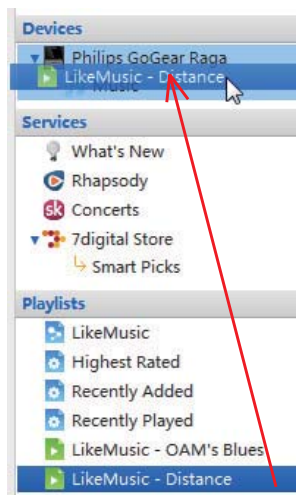 Devices
Philips GoGear Raga
LikeMusic - Distance
Music
Services
What's New
Rhapsody
sk Concerts
7digital Store
Smart Picks
Playlists
LikeMusic
Highest Rated
Recently Added
Recently Played
LikeMusic - OAM's Blues
LikeMusic - Distance